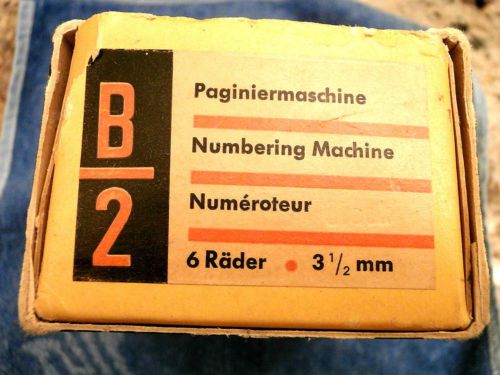 B
2
Paginiermaschine
Numbering Machine
Numéroteur
6 Räder • 3 1/2 mm